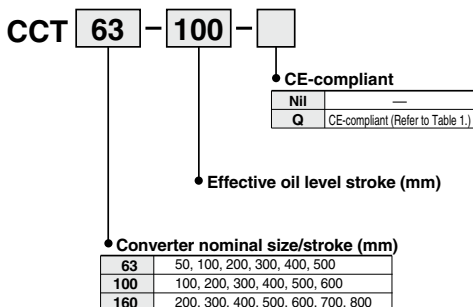 CCT 63 – 100 –
CE-compliant
Nil —
Q CE-compliant (Refer to Table 1.)
Effective oil level stroke (mm)
Converter nominal size/stroke (mm)
63 50, 100, 200, 300, 400, 500
100 100, 200, 300, 400, 500, 600
160 200, 300, 400, 500, 600, 700, 800